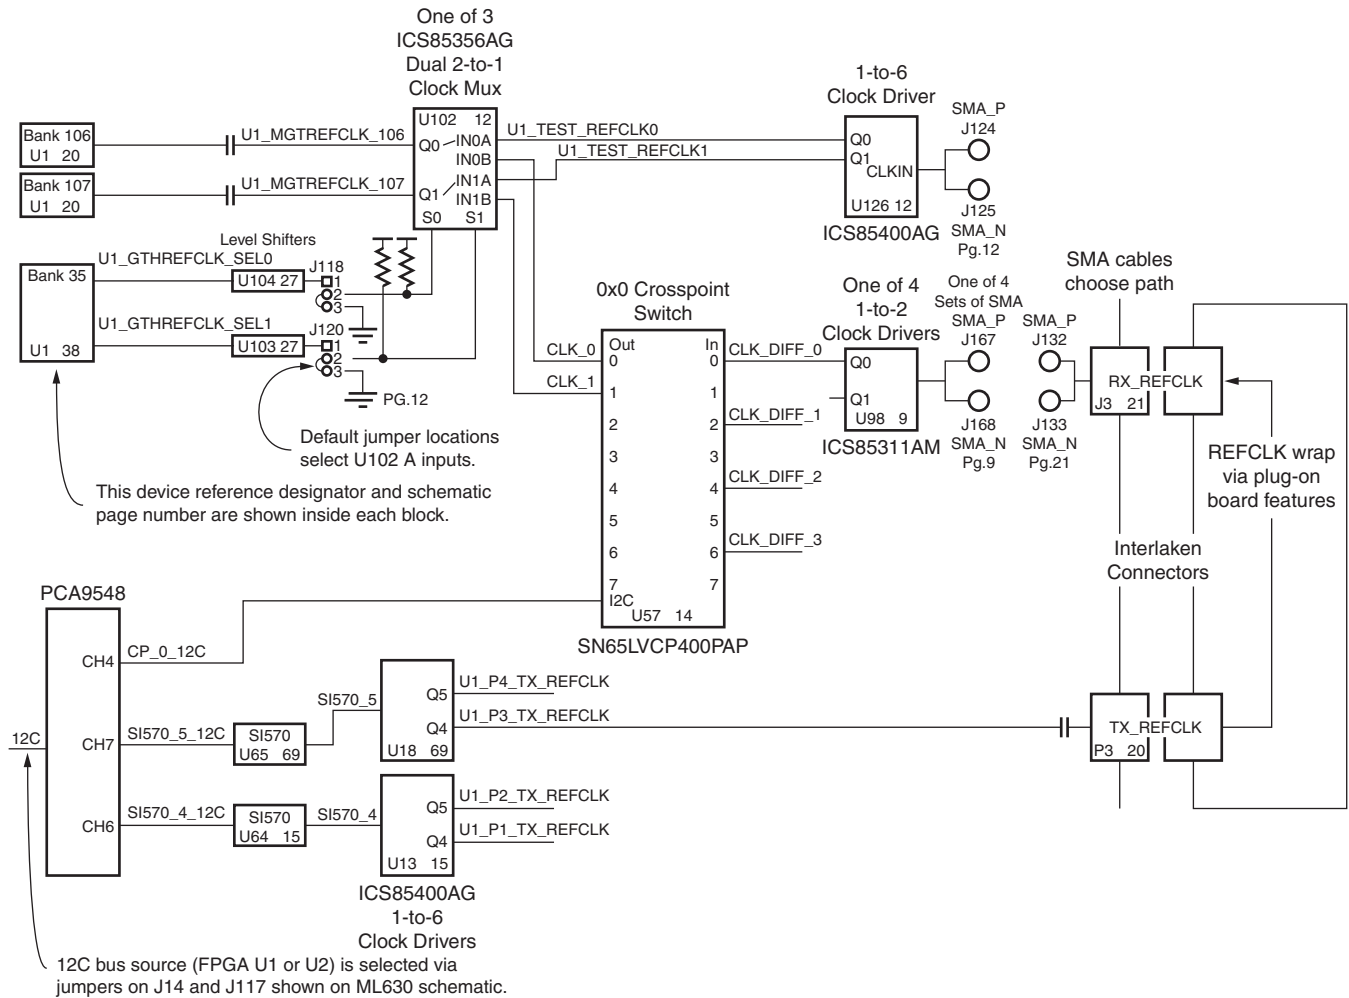 One of 3
ICS85356AG
Dual 2-to-1
Clock Mux
U102 12
Q0
IN0A
IN0B
Q1
IN1A
IN1B
S0 S1
Bank 106
U1 20
U1_MGTREFCLK_106
Bank 107
U1 20
U1_MGTREFCLK_107
U1_TEST_REFCLK0
U1_TEST_REFCLK1
1-to-6
Clock Driver
Q0
Q1
CLKIN
U126 12
ICS85400AG
SMA_P
J124
J125
SMA_N
Pg.12
Level Shifters
U1_GTHREFCLK_SEL0
Bank 35
U1 38
U104 27
J118
1
2
3
U1_GTHREFCLK_SEL1
U103 27
J120
1
2
3
PG.12
Default jumper locations
select U102 A inputs.
This device reference designator and schematic
page number are shown inside each block.
0x0 Crosspoint
Switch
Out In
CLK_0
CLK_1
0 0
1 1
2 2
3 3
4 4
5 5
6 6
7 7
I2C
U57 14
SN65LVCP400PAP
CLK_DIFF_0
CLK_DIFF_1
CLK_DIFF_2
CLK_DIFF_3
One of 4
1-to-2
Clock Drivers
Q0
Q1
U98 9
ICS85311AM
One of 4
Sets of SMA
SMA_P
J167
J168
SMA_N
Pg.9
SMA_P
J132
J133
SMA_N
Pg.21
SMA cables
choose path
RX_REFCLK
J3 21
REFCLK wrap
via plug-on
board features
Interlaken
Connectors
TX_REFCLK
P3 20
PCA9548
CH4
CP_0_12C
12C
CH7
SI570_5_12C
SI570
U65 69
SI570_5
Q5
U1_P4_TX_REFCLK
Q4
U1_P3_TX_REFCLK
U18 69
CH6
SI570_4_12C
SI570
U64 15
SI570_4
Q5
U1_P2_TX_REFCLK
Q4
U1_P1_TX_REFCLK
U13 15
ICS85400AG
1-to-6
Clock Drivers
12C bus source (FPGA U1 or U2) is selected via
jumpers on J14 and J117 shown on ML630 schematic.